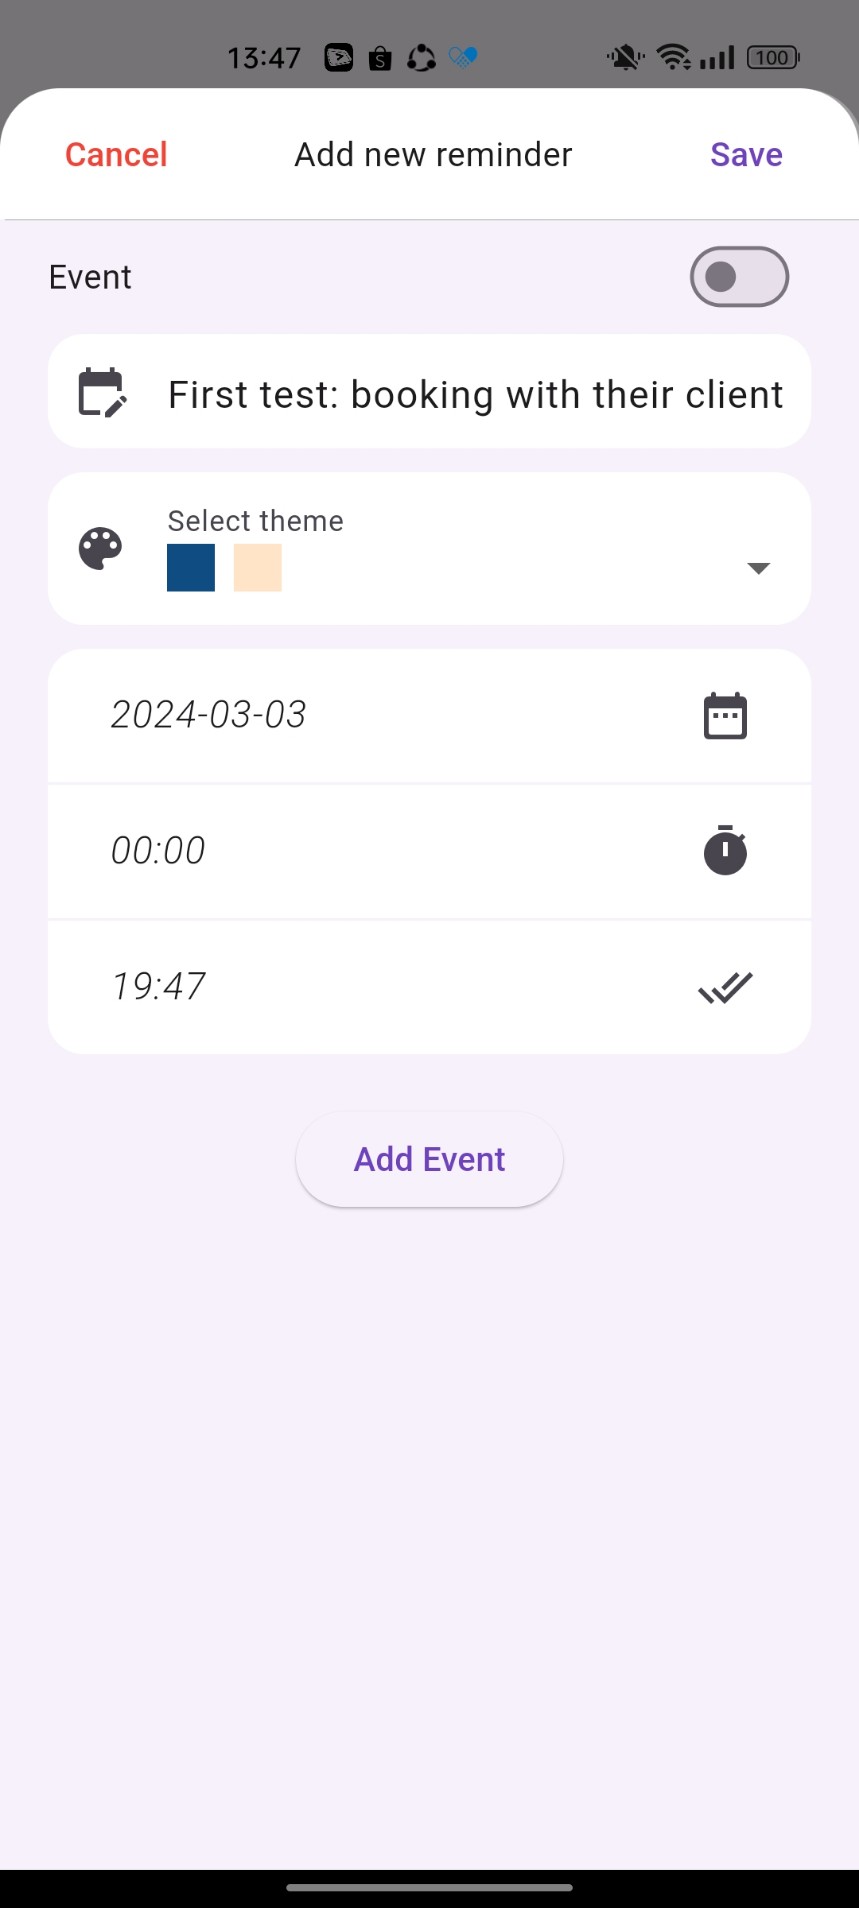 13:47
100
Cancel
Add new reminder
Save
Event
First test: booking with their client
Select theme
2024-03-03
00:00
19:47
Add Event